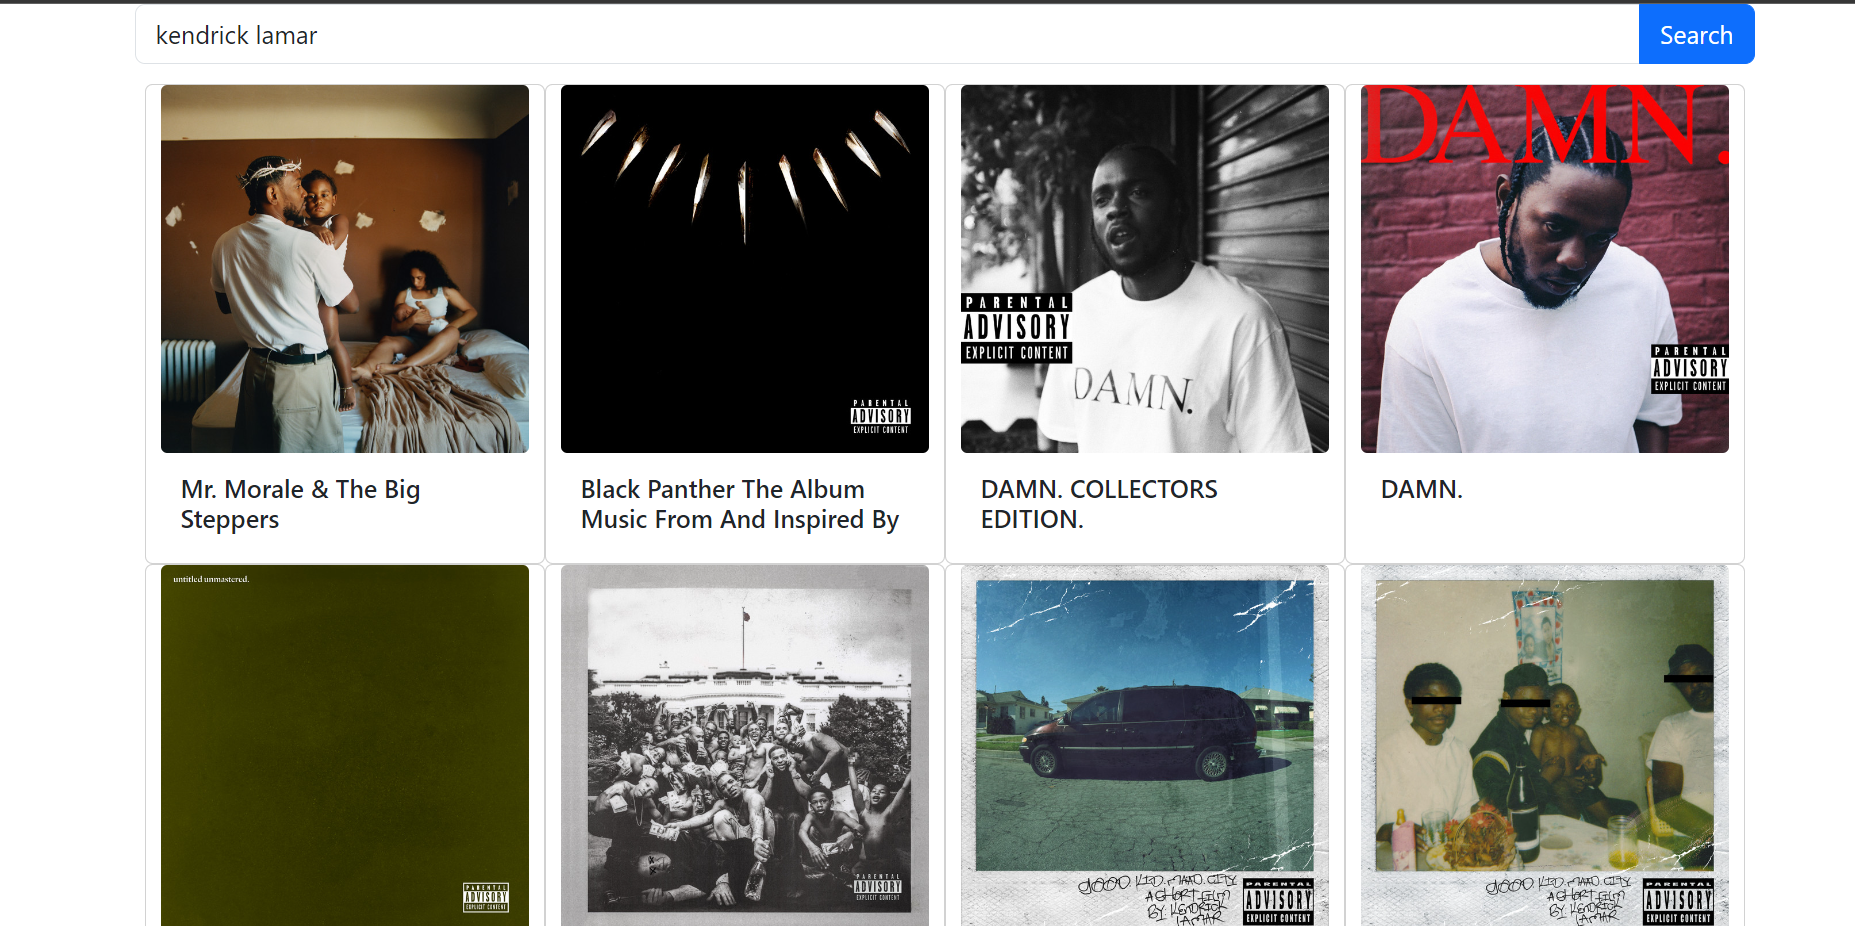 kendrick lamar
Search
DAMN.
PARENTAL
ADVISORY
EXPLICIT CONTENT
DAMN.
PARENTAL
ADVISORY
EXPLICIT CONTENT
PARENTAL
ADVISORY
EXPLICIT CONTENT
Mr. Morale & The Big
Steppers
Black Panther The Album
Music From And Inspired By
DAMN. COLLECTORS
EDITION.
DAMN.
untitled unmastered.
PARENTAL
ADVISORY
EXPLICIT CONTENT
PARENTAL
ADVISORY
EXPLICIT CONTENT
good kid, m.A.A.d city
A SHORT FILM
BY KENDRICK
LAMAR
PARENTAL
ADVISORY
EXPLICIT CONTENT
good kid, m.A.A.d city
A SHORT FILM
BY KENDRICK
LAMAR
PARENTAL
ADVISORY
EXPLICIT CONTENT